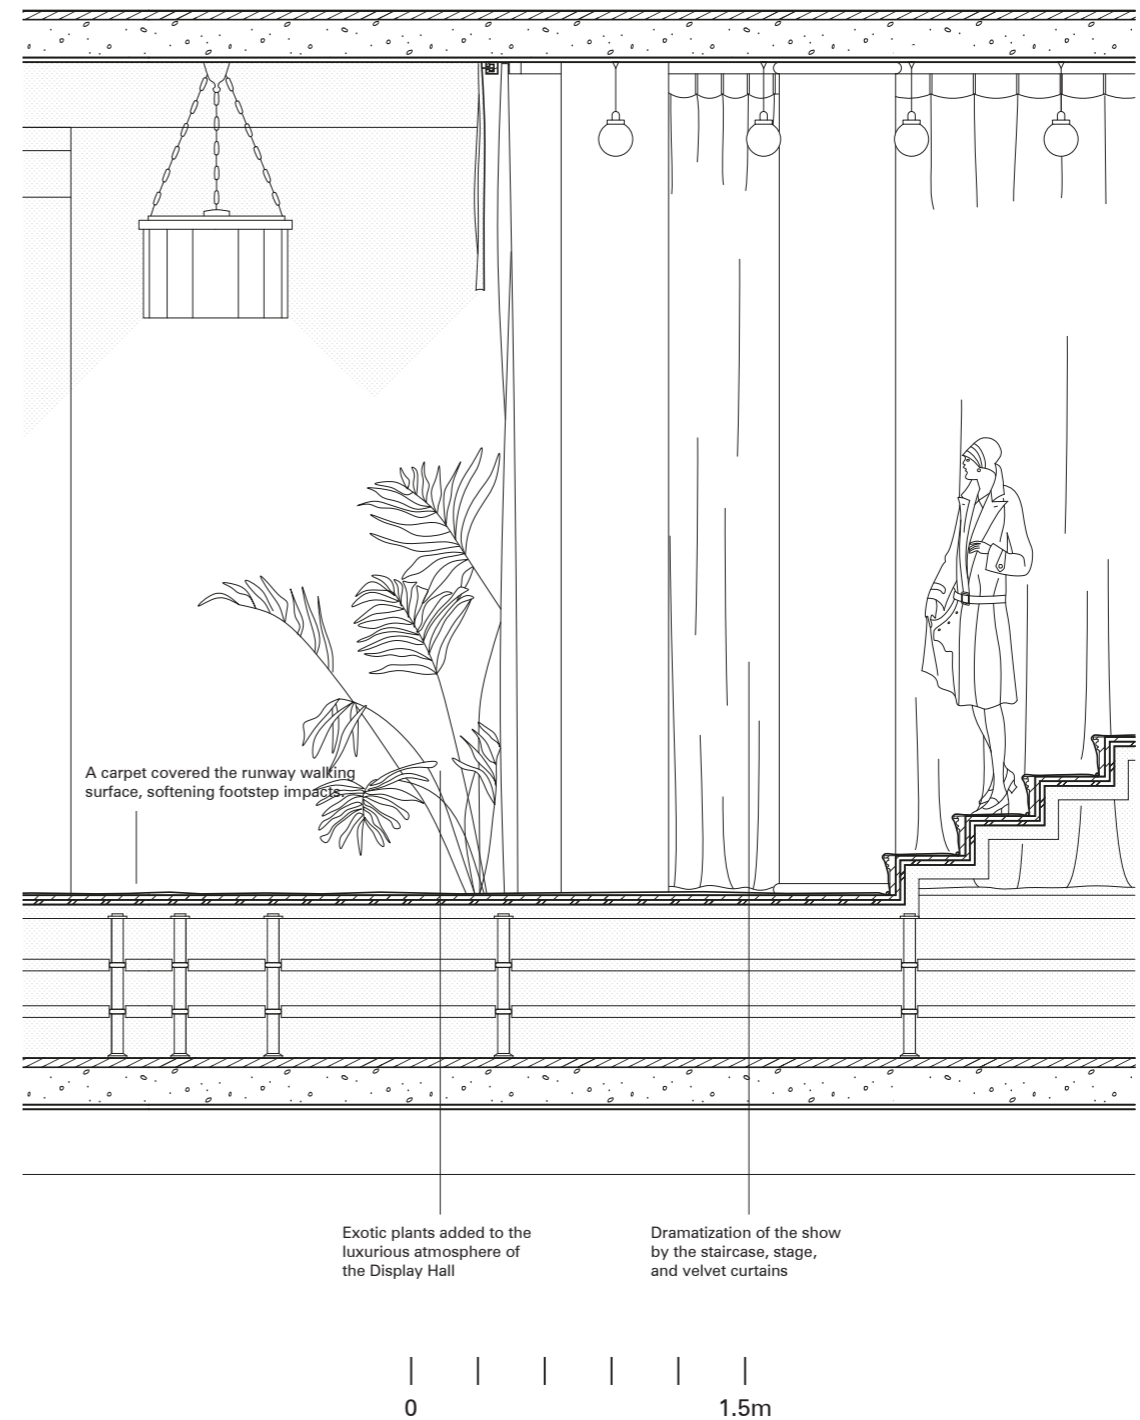 A carpet covered the runway walking
surface, softening footstep impacts.
Exotic plants added to the
luxurious atmosphere of
the Display Hall
Dramatization of the show
by the staircase, stage,
and velvet curtains
0
1.5m